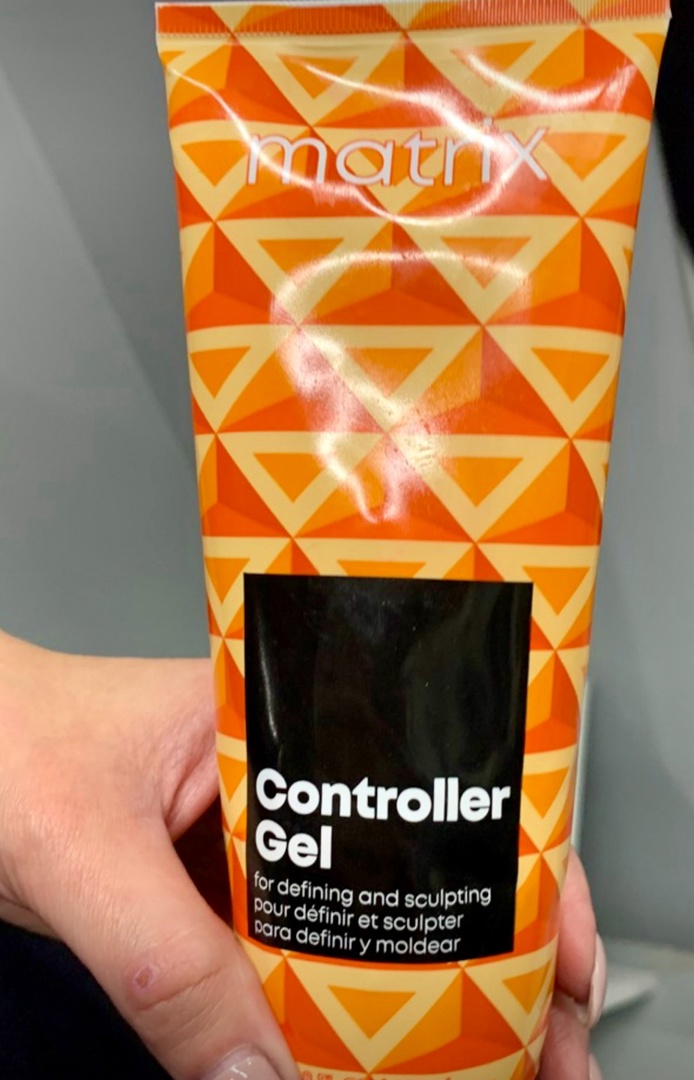 matrix
Controller
Gel
for defining and sculpting
pour définir et sculpter
para definir y moldear